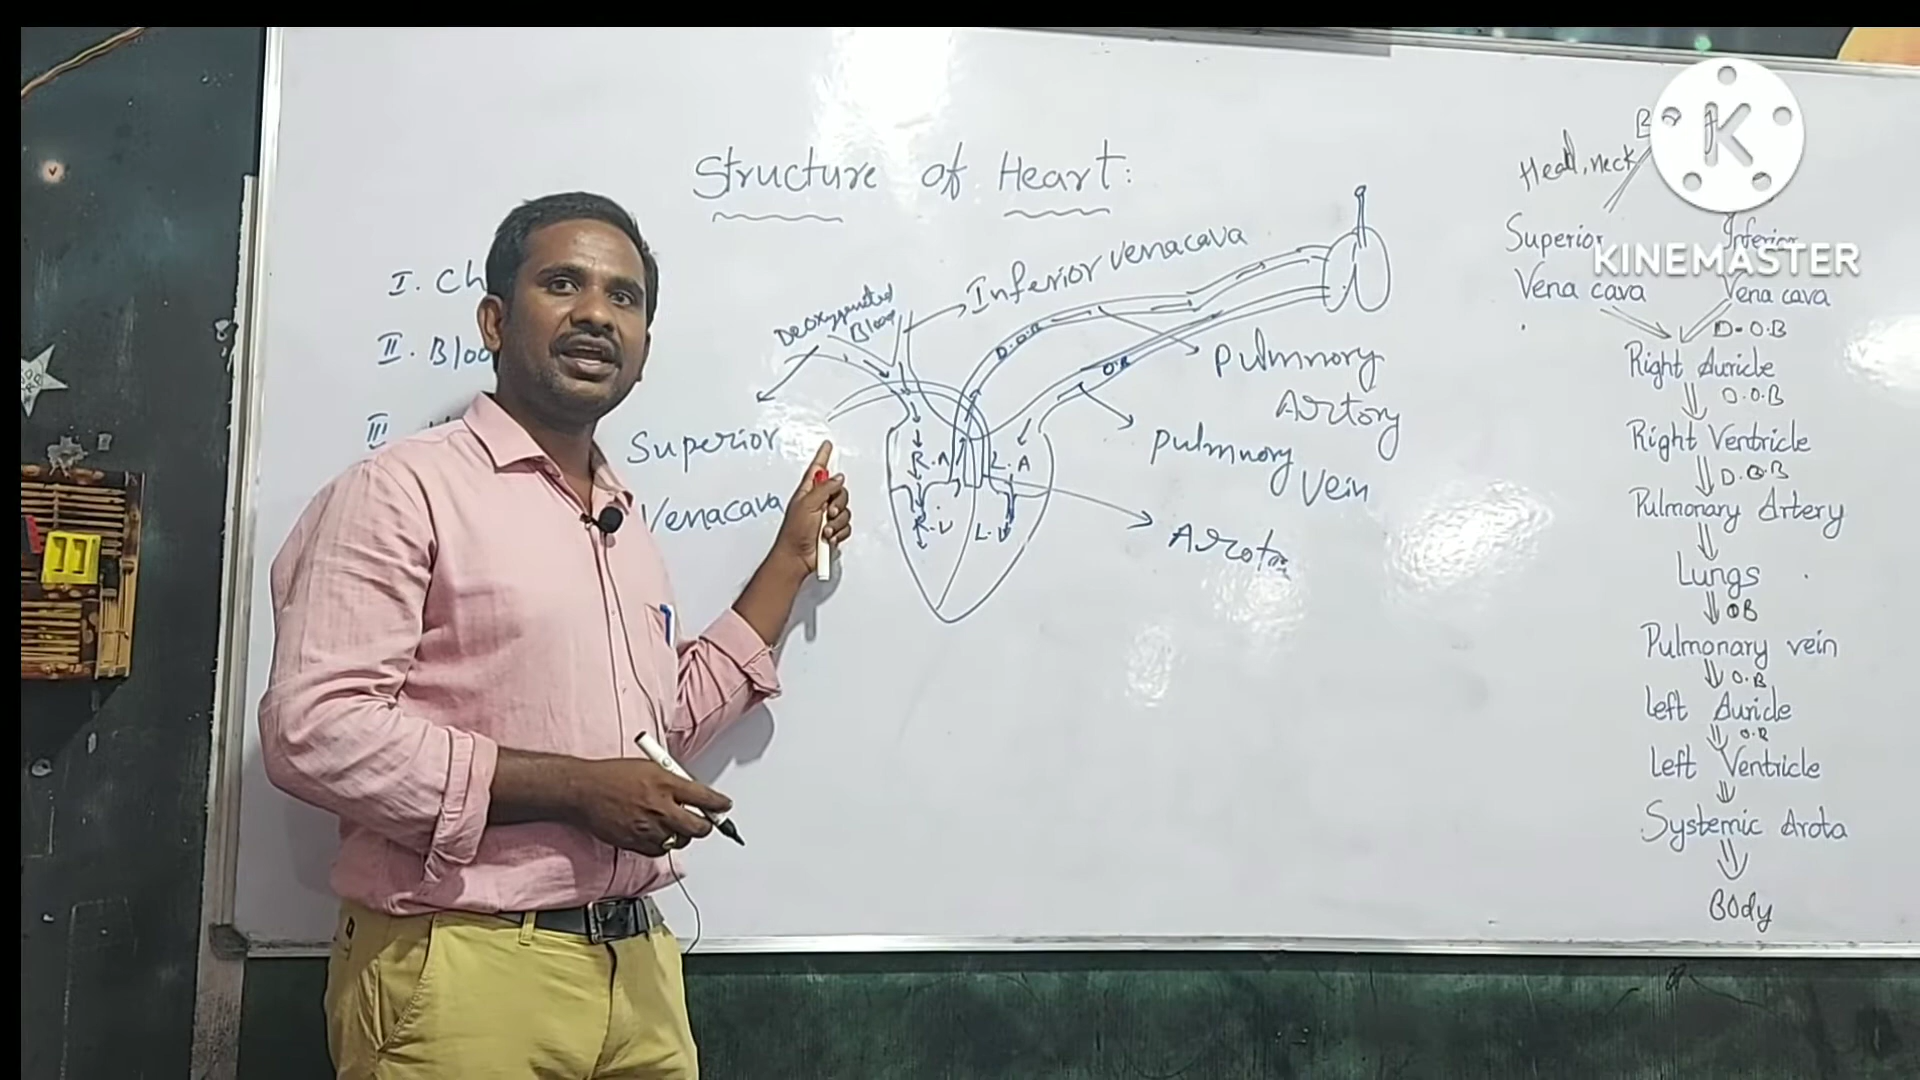 Structure of Heart:
I. Ch
II. Bloo
III
Deoxygenated
Blood
Inferior venacava
Superior
Venacava
D.O.B
O.B
Pulmnory
Artory
Pulmnory
Vein
R.A
L.A
R.V
L.V
Head, neck
Superior
Vena cava
Inferior
Vena cava
D-O.B
Right Auricle
D.O.B
Right Ventricle
D.O.B
Pulmonary Artery
Lungs
OB
Pulmonary vein
O.B
Left Auricle
O.B
Left Ventricle
Systemic Arota
Body
KINEMASTER